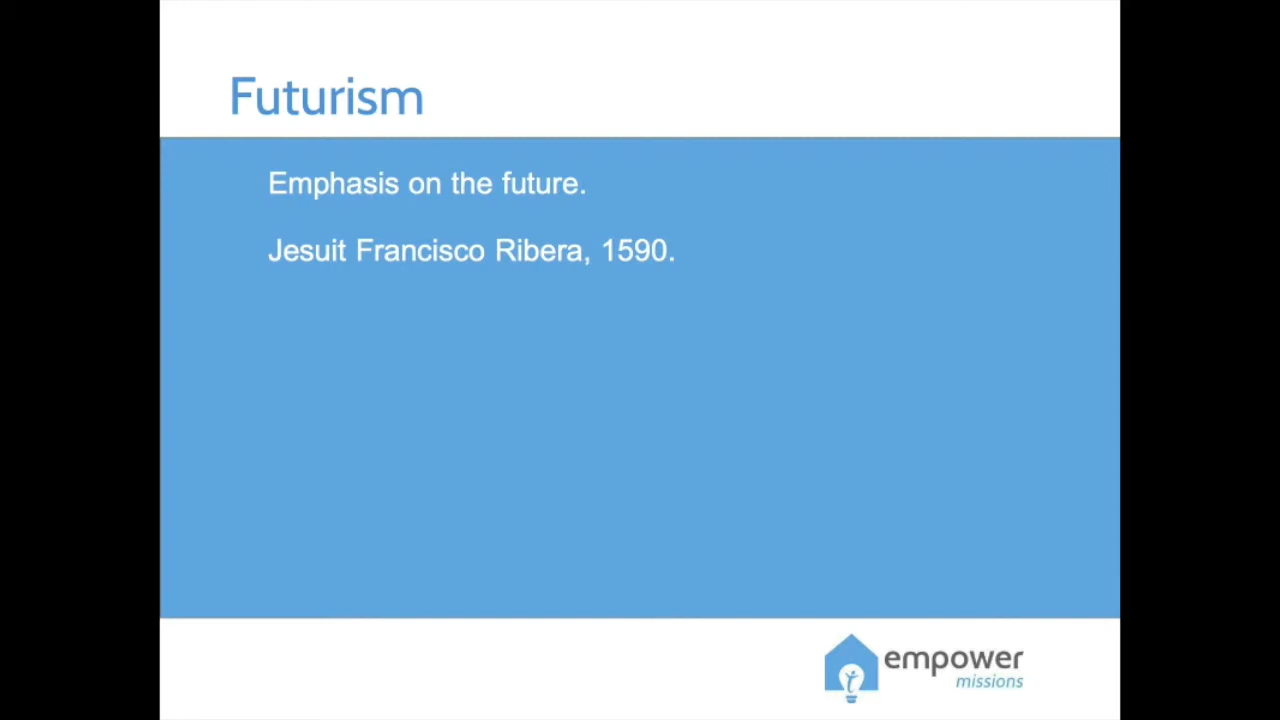 Futurism
Emphasis on the future.
Jesuit Francisco Ribera, 1590.
empower
missions